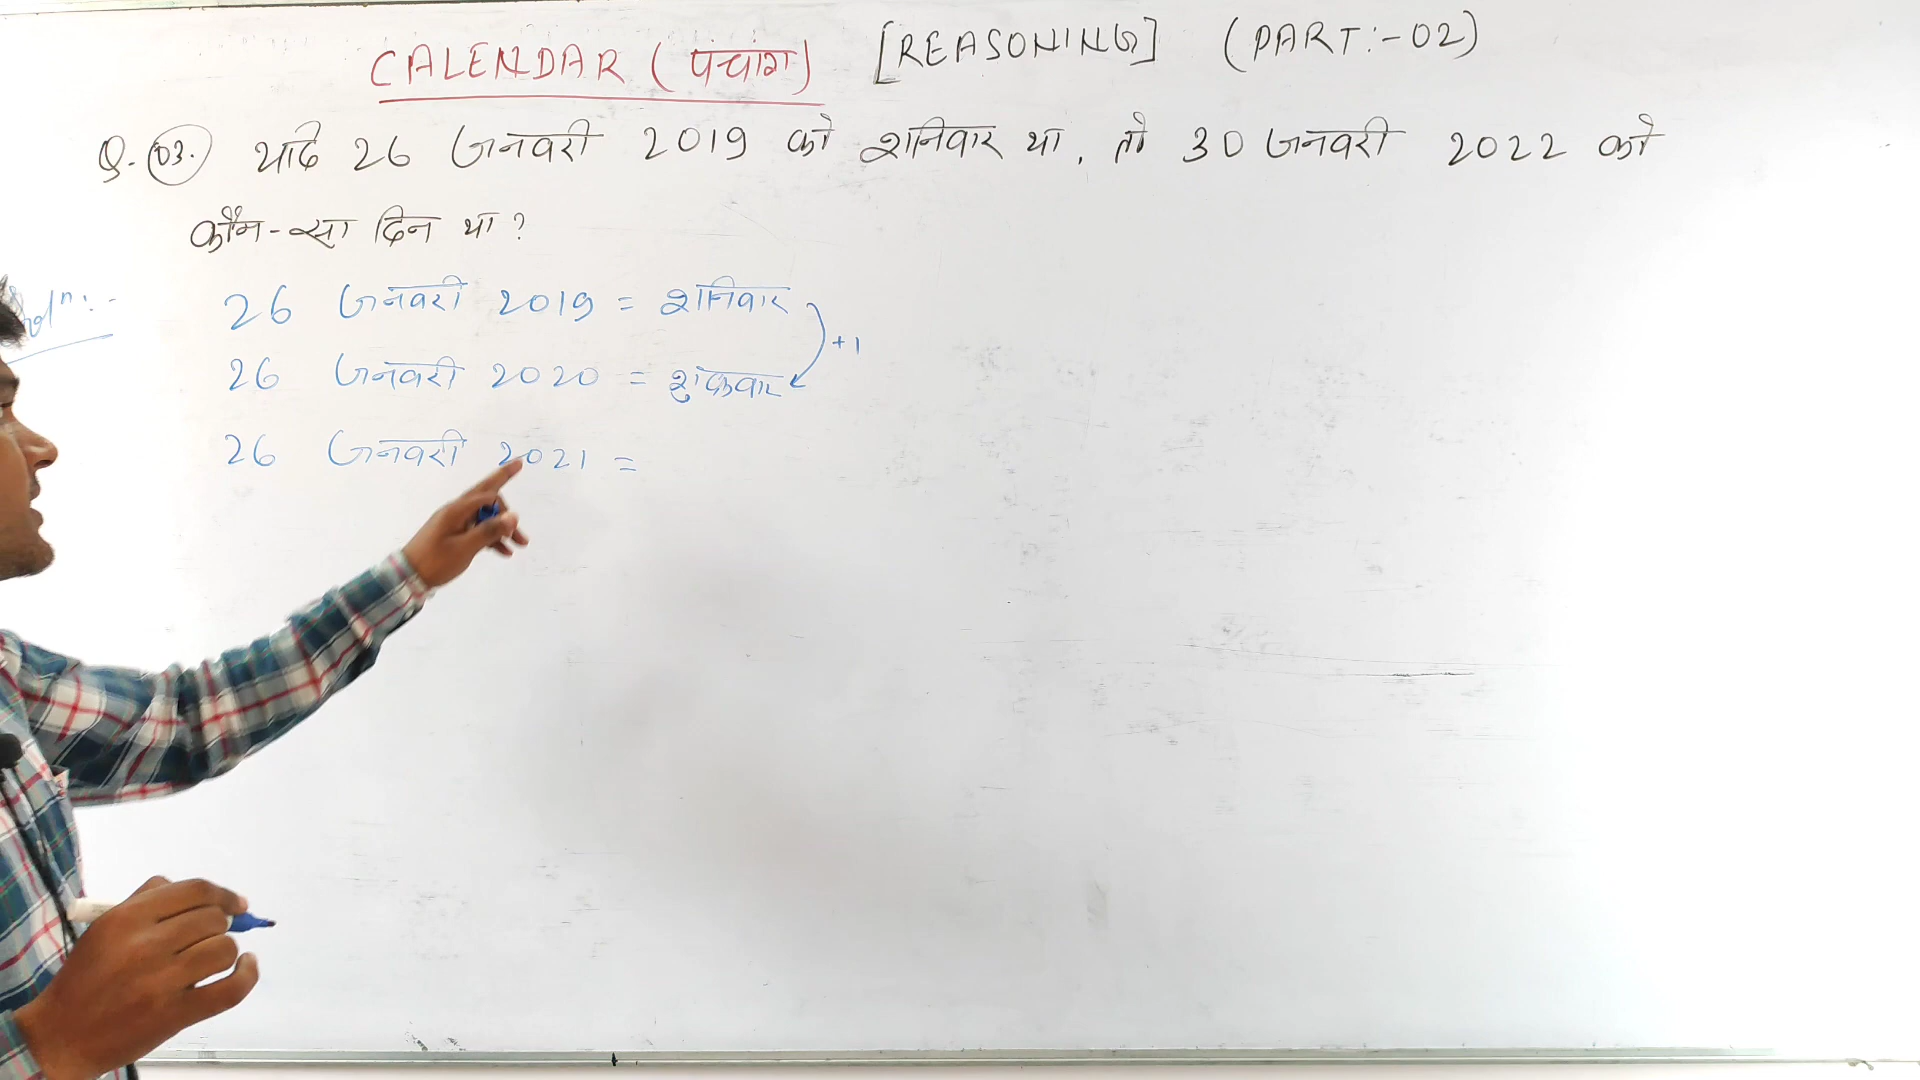 CALENDAR (पंचांग) [REASONING] (PART:-02)
Q. 03. यदि 26 जनवरी 2019 को शनिवार था, तो 30 जनवरी 2022 को
कौन-सा दिन था?
Solⁿ:-
26 जनवरी 2019 = शनिवार
+1
26 जनवरी 2020 = शुक्रवार
26 जनवरी 2021 =